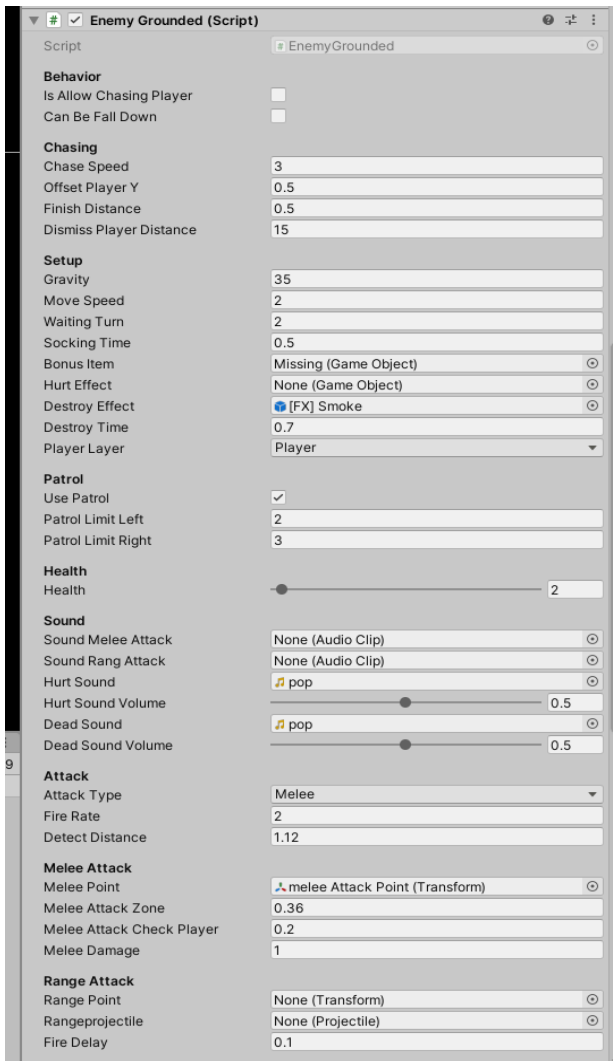 Enemy Grounded (Script)
Script EnemyGrounded
Behavior
Is Allow Chasing Player
Can Be Fall Down
Chasing
Chase Speed 3
Offset Player Y 0.5
Finish Distance 0.5
Dismiss Player Distance 15
Setup
Gravity 35
Move Speed 2
Waiting Turn 2
Socking Time 0.5
Bonus Item Missing (Game Object)
Hurt Effect None (Game Object)
Destroy Effect [FX] Smoke
Destroy Time 0.7
Player Layer Player
Patrol
Use Patrol
Patrol Limit Left 2
Patrol Limit Right 3
Health
Health 2
Sound
Sound Melee Attack None (Audio Clip)
Sound Rang Attack None (Audio Clip)
Hurt Sound pop
Hurt Sound Volume 0.5
Dead Sound pop
Dead Sound Volume 0.5
9
Attack
Attack Type Melee
Fire Rate 2
Detect Distance 1.12
Melee Attack
Melee Point melee Attack Point (Transform)
Melee Attack Zone 0.36
Melee Attack Check Player 0.2
Melee Damage 1
Range Attack
Range Point None (Transform)
Rangeprojectile None (Projectile)
Fire Delay 0.1